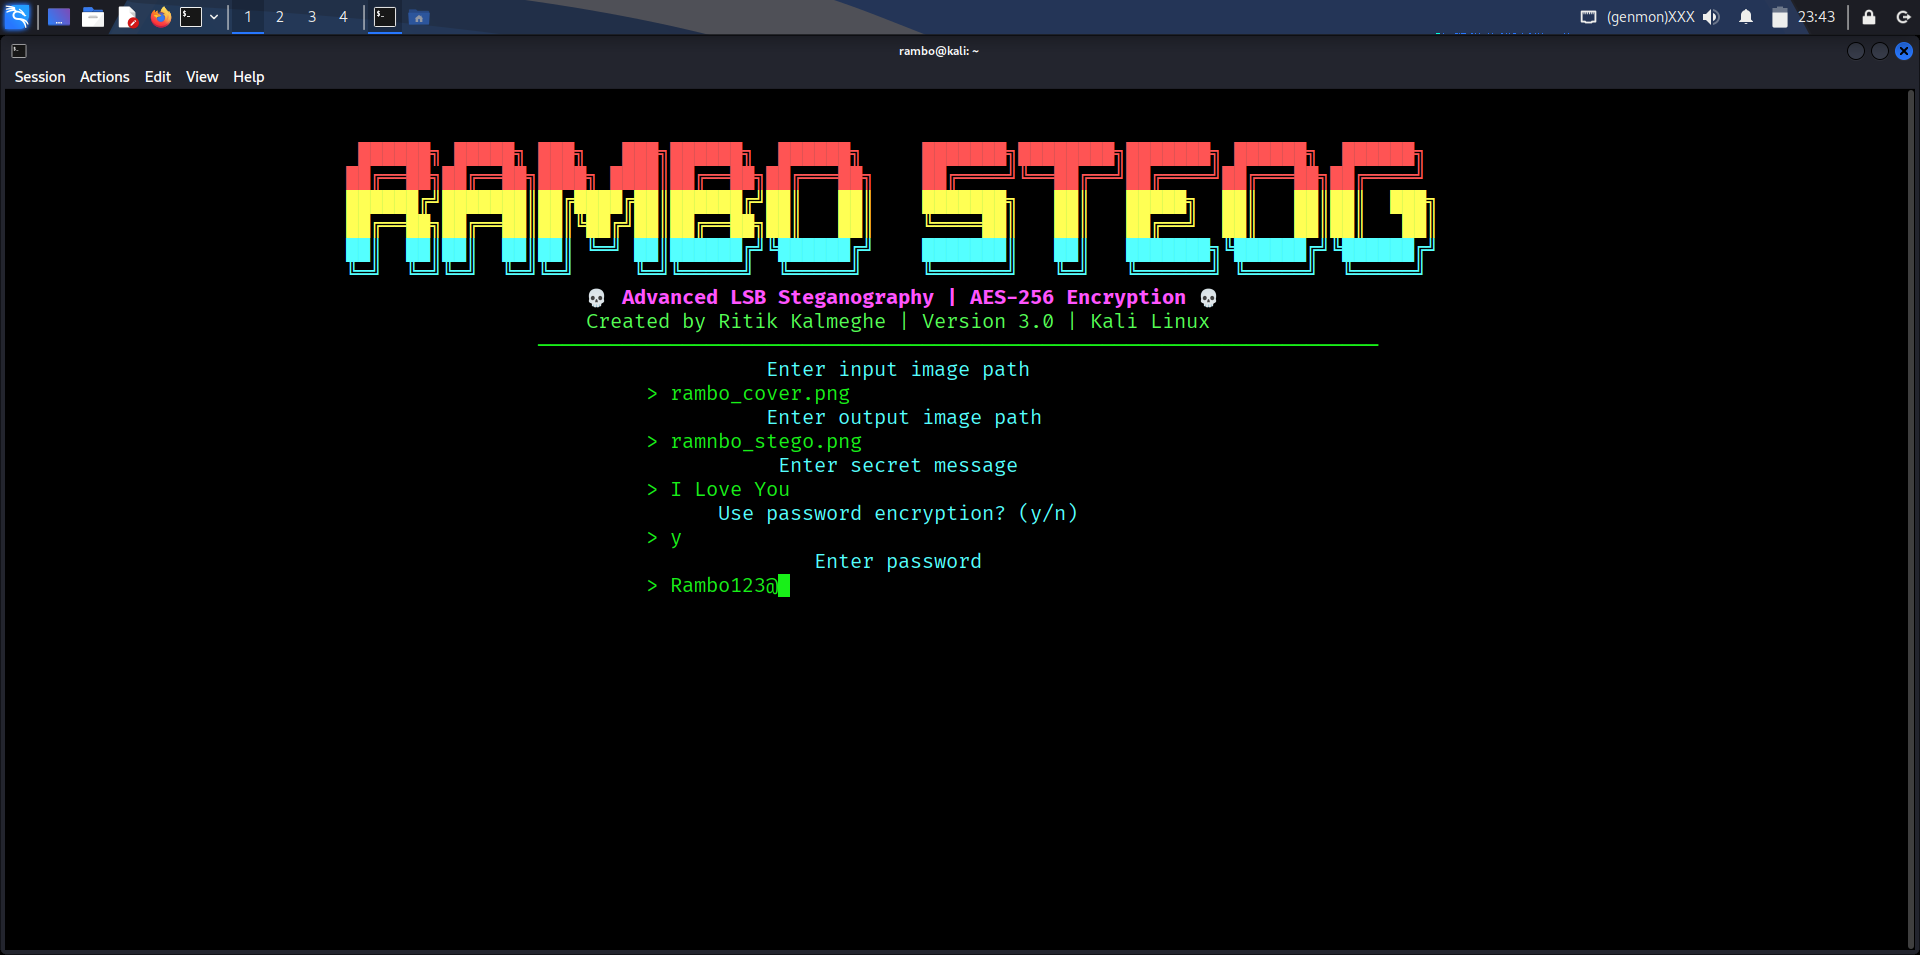 1 2 3 4 (genmon)XXX 23:43
rambo@kali: ~
Session Actions Edit View Help
RAMBO STEOG
Advanced LSB Steganography | AES-256 Encryption
Created by Ritik Kalmeghe | Version 3.0 | Kali Linux
Enter input image path
> rambo_cover.png
Enter output image path
> ramnbo_stego.png
Enter secret message
> I Love You
Use password encryption? (y/n)
> y
Enter password
> Rambo123@